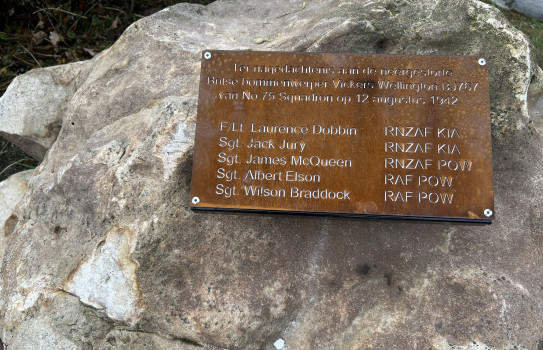 Ter nagedachtenis aan de neergestorte
Britse bommenwerper Vickers Wellington BJ767
van No 75 Squadron op 12 augustus 1942
F/Lt. Laurence Dobbin RNZAF KIA
Sgt. Jack Jury RNZAF KIA
Sgt. James McQueen RNZAF POW
Sgt. Albert Elson RAF POW
Sgt. Wilson Braddock RAF POW